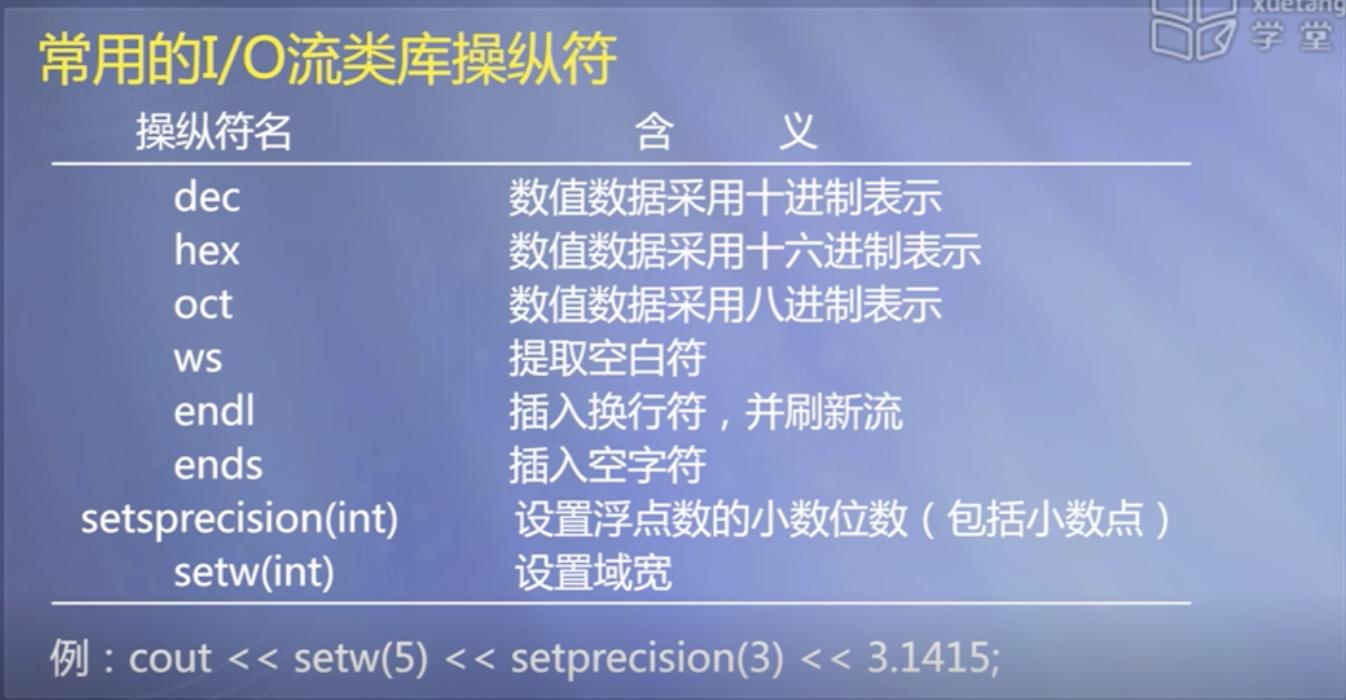 xuetang
学堂
常用的I/O流类库操纵符
操纵符名 含 义
dec 数值数据采用十进制表示
hex 数值数据采用十六进制表示
oct 数值数据采用八进制表示
ws 提取空白符
endl 插入换行符，并刷新流
ends 插入空字符
setsprecision(int) 设置浮点数的小数位数（包括小数点）
setw(int) 设置域宽
例：cout << setw(5) << setprecision(3) << 3.1415;